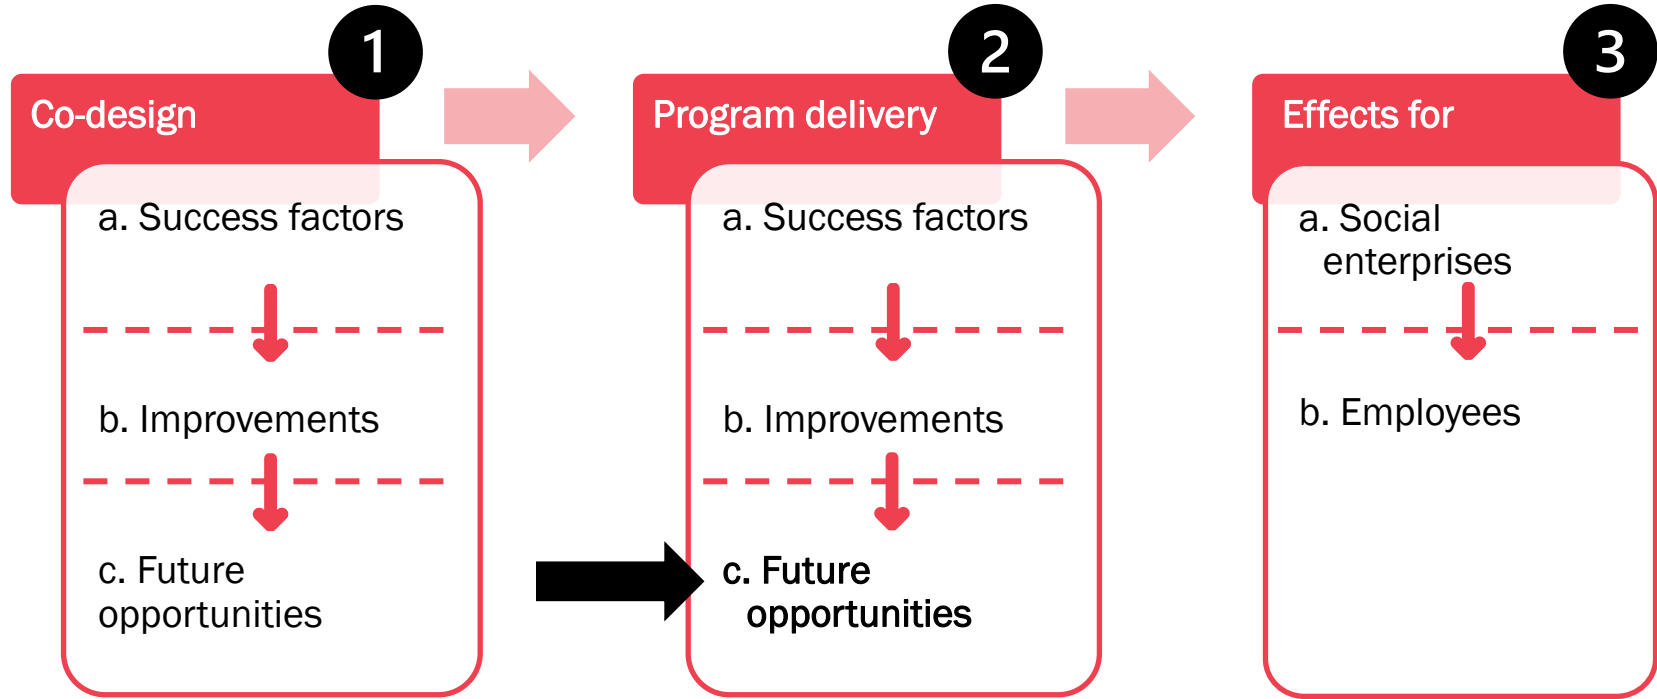 1
Co-design
a. Success factors
b. Improvements
c. Future
opportunities
2
Program delivery
a. Success factors
b. Improvements
c. Future
opportunities
3
Effects for
a. Social
enterprises
b. Employees